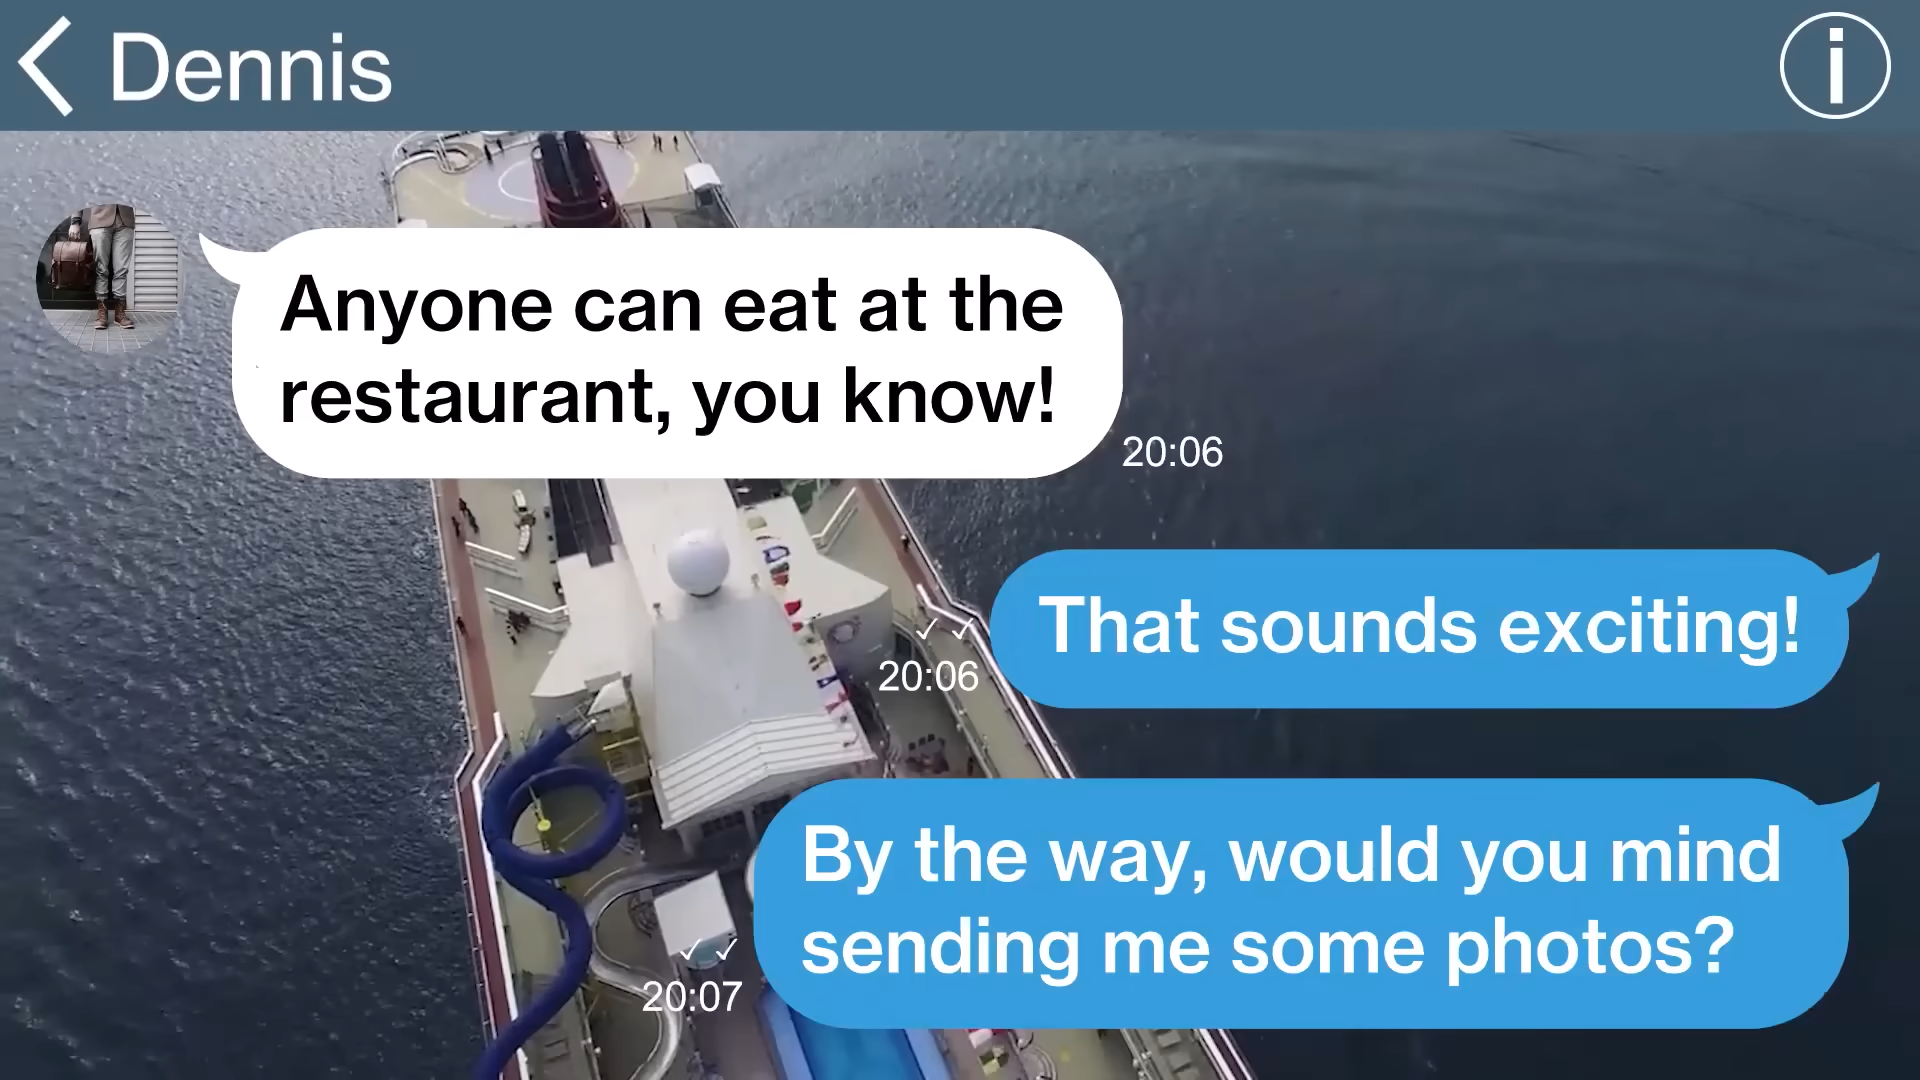 Dennis
Anyone can eat at the
restaurant, you know!
20:06
That sounds exciting!
20:06
By the way, would you mind
sending me some photos?
20:07